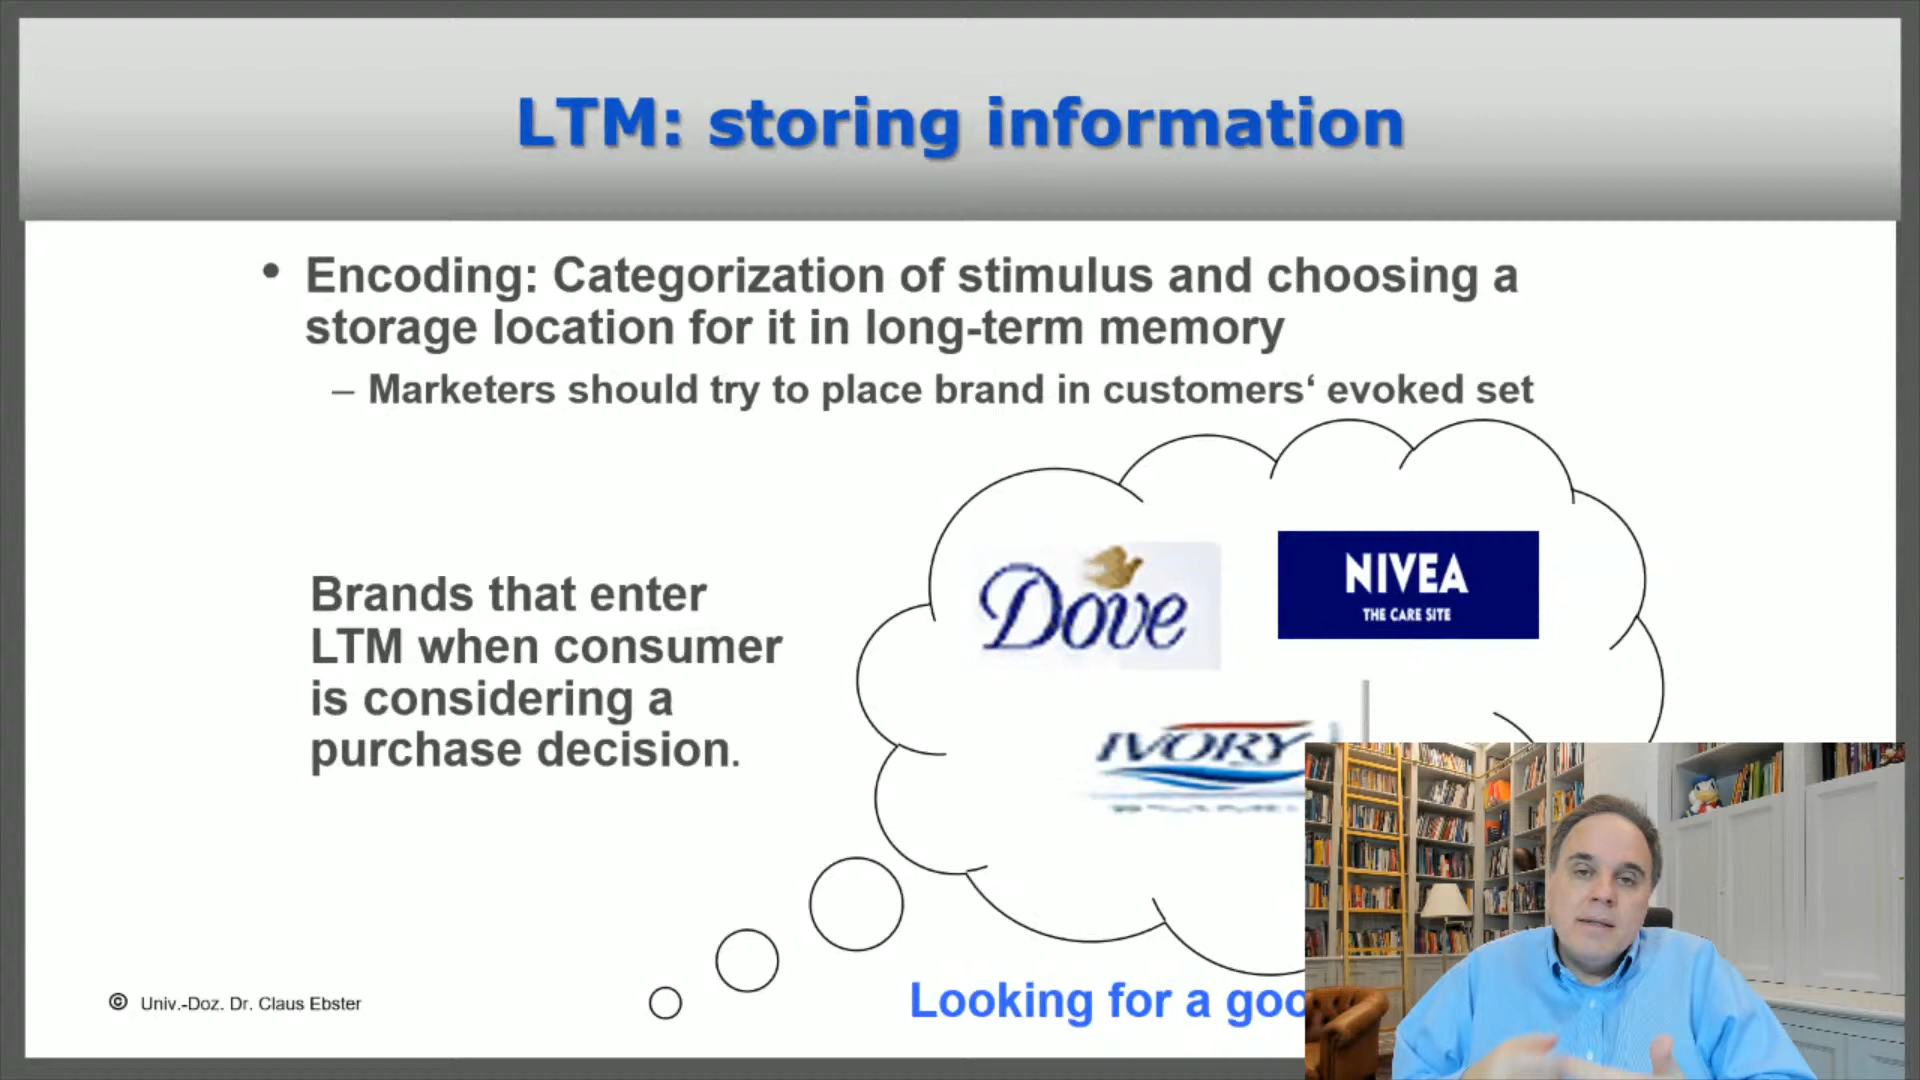 LTM: storing information
• Encoding: Categorization of stimulus and choosing a
storage location for it in long-term memory
– Marketers should try to place brand in customers‘ evoked set
Dove
NIVEA
THE CARE SITE
Brands that enter
LTM when consumer
is considering a
purchase decision.
IVORY
Looking for a goo
© Univ.-Doz. Dr. Claus Ebster